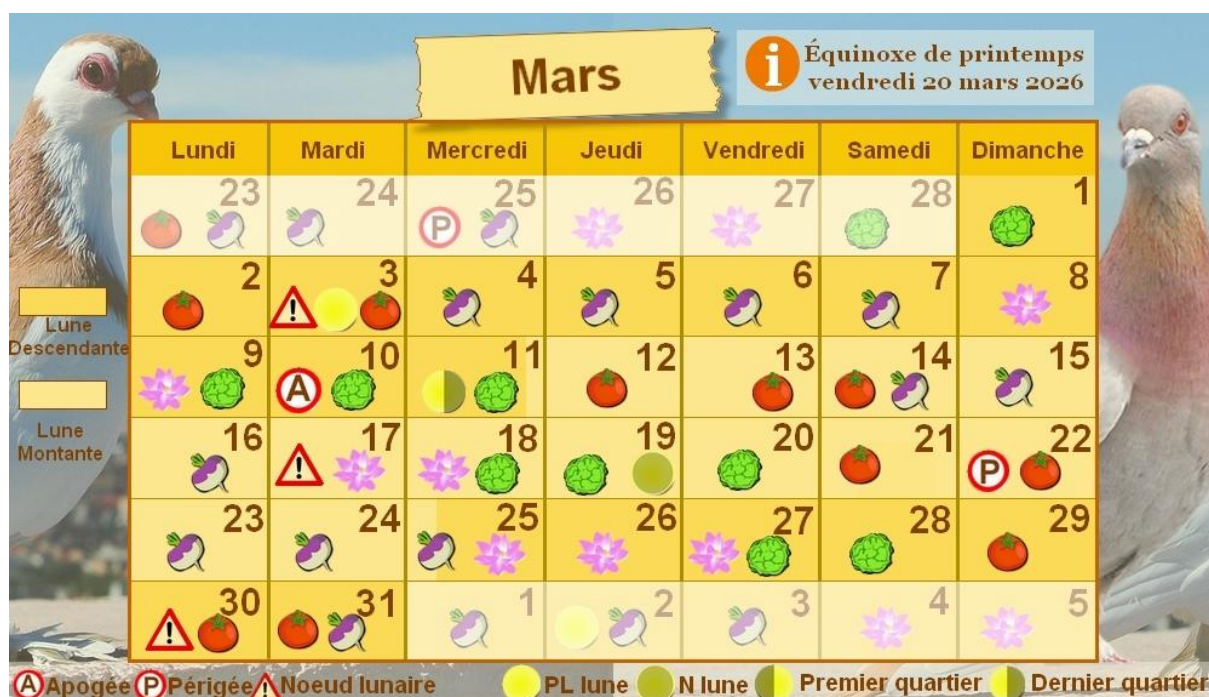 Mars
Équinoxe de printemps
vendredi 20 mars 2026
Lundi Mardi Mercredi Jeudi Vendredi Samedi Dimanche
23 24 25 26 27 28 1
P
2 3 4 5 6 7 8
!
Lune
Descendante
9 10 11 12 13 14 15
A
Lune
Montante
16 17 18 19 20 21 22
! P
23 24 25 26 27 28 29
30 31 1 2 3 4 5
!
A Apogée P Périgée ! Noeud lunaire PL lune N lune Premier quartier Dernier quartier